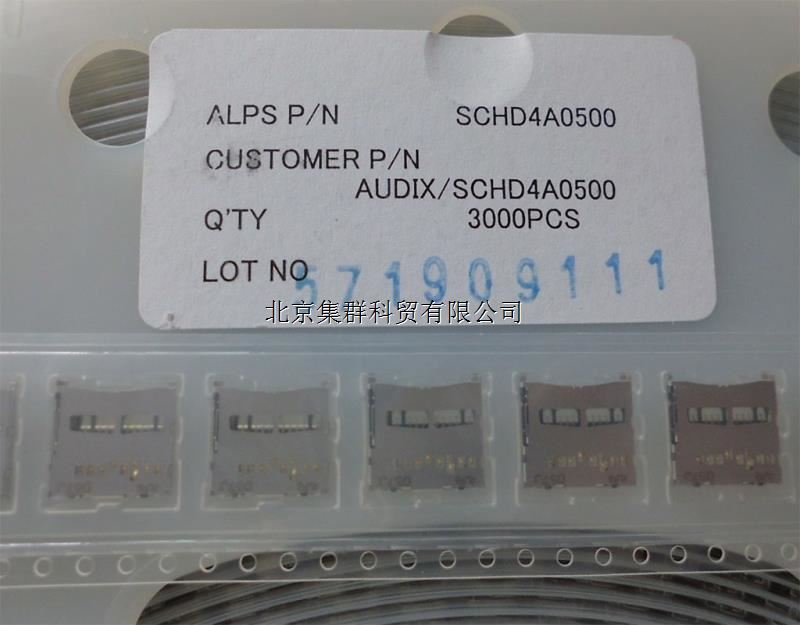 ALPS P/N SCHD4A0500
CUSTOMER P/N
AUDIX/SCHD4A0500
Q'TY 3000PCS
LOT NO 571909111
北京集群科贸有限公司